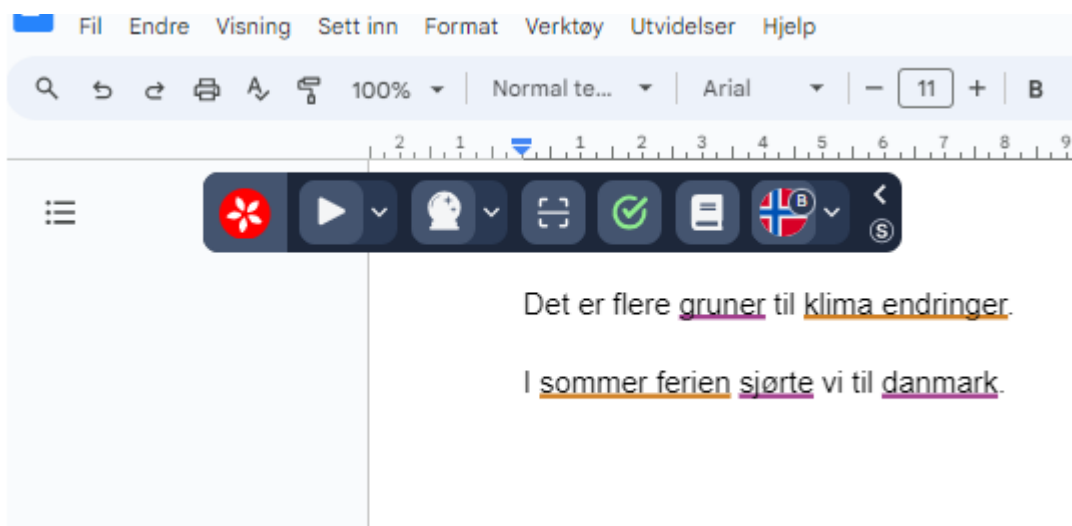 Fil Endre Visning Sett inn Format Verktøy Utvidelser Hjelp
100% Normal te... Arial 11 B
2 1 1 2 3 4 5 6 7 8 9
B
S
Det er flere gruner til klima endringer.
I sommer ferien sjørte vi til danmark.